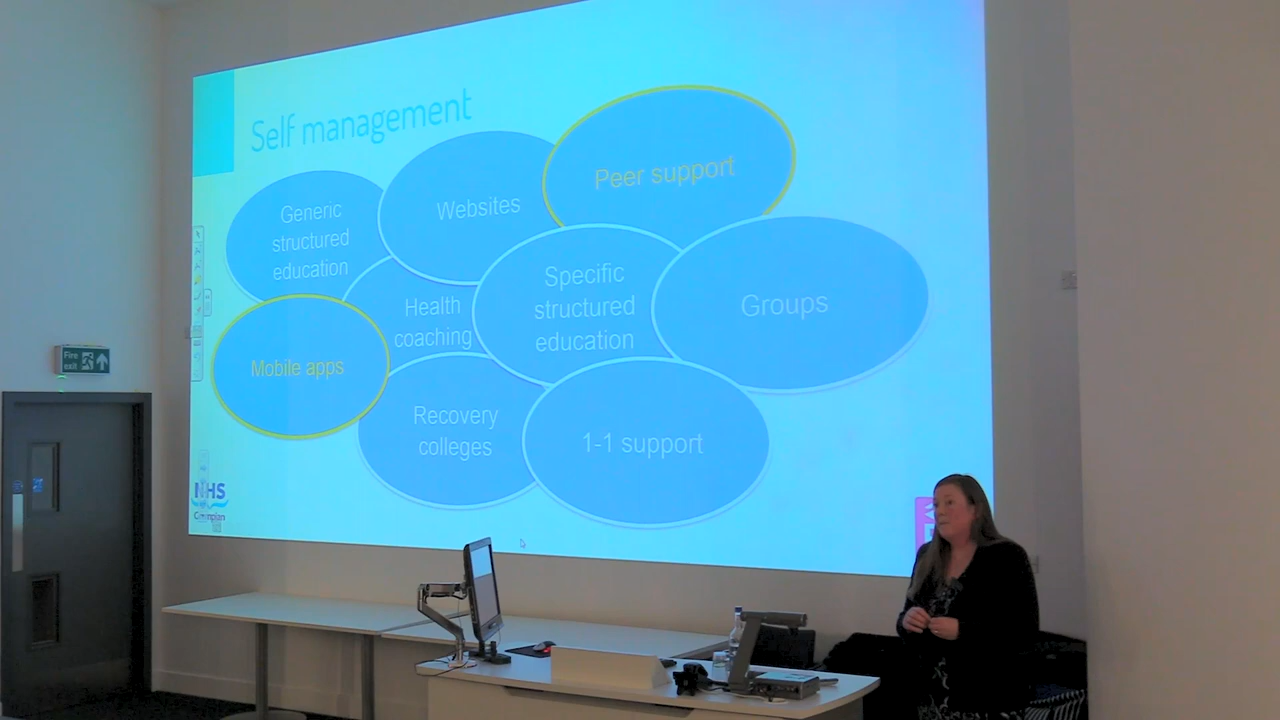 Self management
Peer support
Websites
Generic
structured
education
Specific
structured
education
Groups
Health
coaching
Mobile apps
Recovery
colleges
1-1 support
Fire
exit
NHS
Grampian